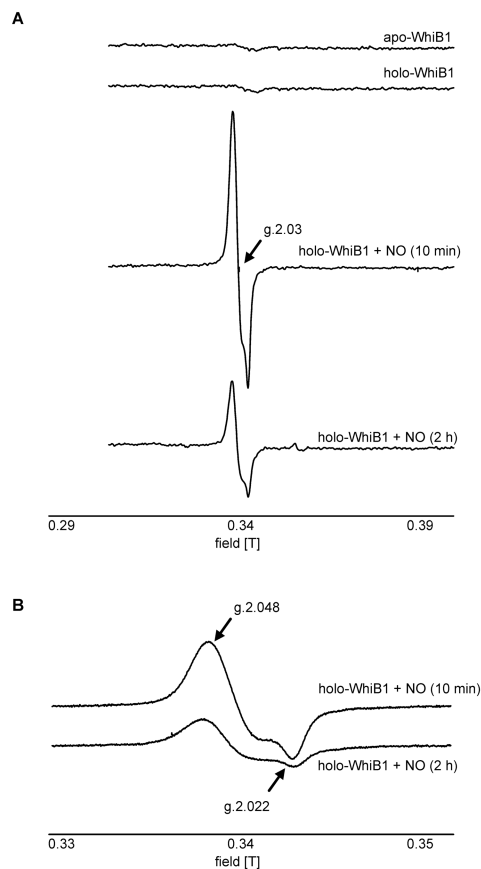 A
apo-WhiB1
holo-WhiB1
g.2.03
holo-WhiB1 + NO (10 min)
holo-WhiB1 + NO (2 h)
0.29 0.34 0.39
field [T]
B
g.2.048
holo-WhiB1 + NO (10 min)
holo-WhiB1 + NO (2 h)
g.2.022
0.33 0.34 0.35
field [T]